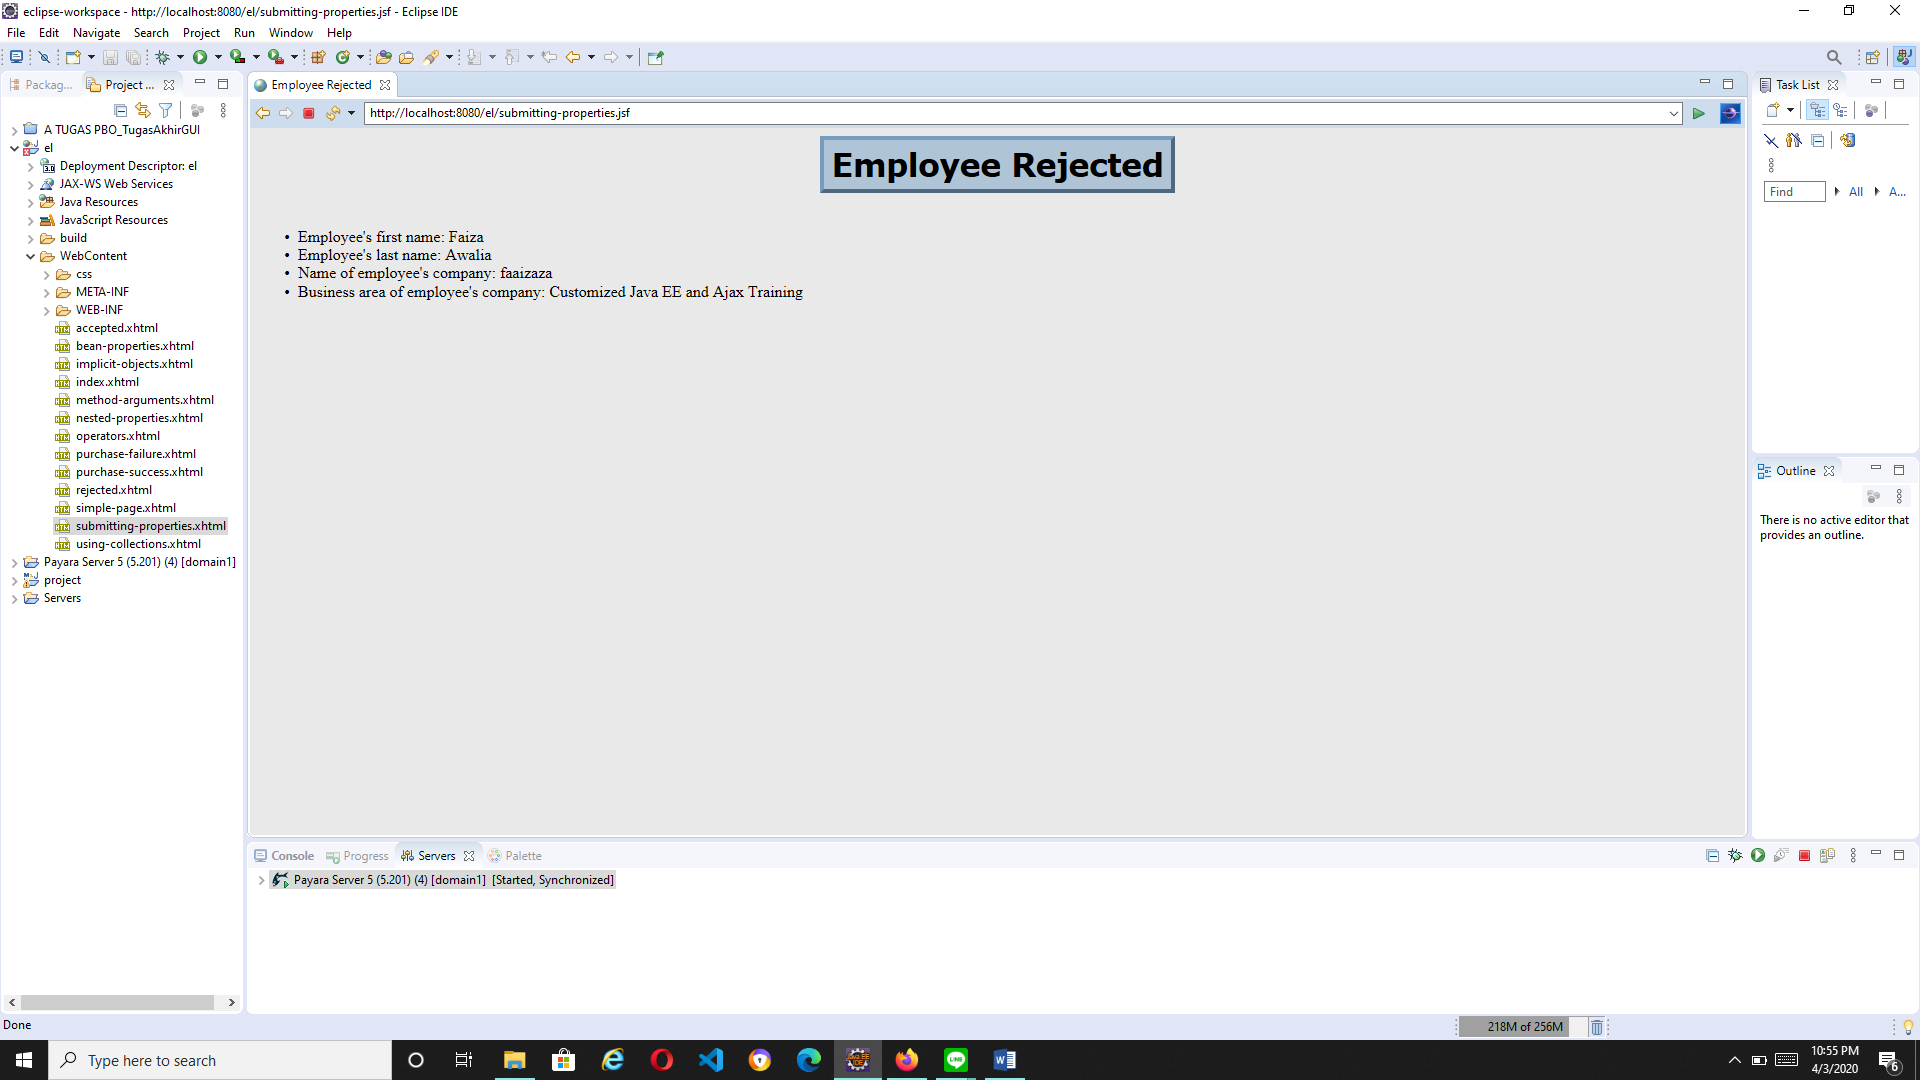 eclipse-workspace - http://localhost:8080/el/submitting-properties.jsf - Eclipse IDE
File Edit Navigate Search Project Run Window Help
Packag... Project ...
A TUGAS PBO_TugasAkhirGUI
el
Deployment Descriptor: el
JAX-WS Web Services
Java Resources
JavaScript Resources
build
WebContent
css
META-INF
WEB-INF
accepted.xhtml
bean-properties.xhtml
implicit-objects.xhtml
index.xhtml
method-arguments.xhtml
nested-properties.xhtml
operators.xhtml
purchase-failure.xhtml
purchase-success.xhtml
rejected.xhtml
simple-page.xhtml
submitting-properties.xhtml
using-collections.xhtml
Payara Server 5 (5.201) (4) [domain1]
project
Servers
Employee Rejected
http://localhost:8080/el/submitting-properties.jsf
Employee Rejected
• Employee's first name: Faiza
• Employee's last name: Awalia
• Name of employee's company: faaizaza
• Business area of employee's company: Customized Java EE and Ajax Training
Task List
Find All A...
Outline
There is no active editor that
provides an outline.
Console Progress Servers Palette
Payara Server 5 (5.201) (4) [domain1] [Started, Synchronized]
Done
218M of 256M
Type here to search
10:55 PM
4/3/2020
6